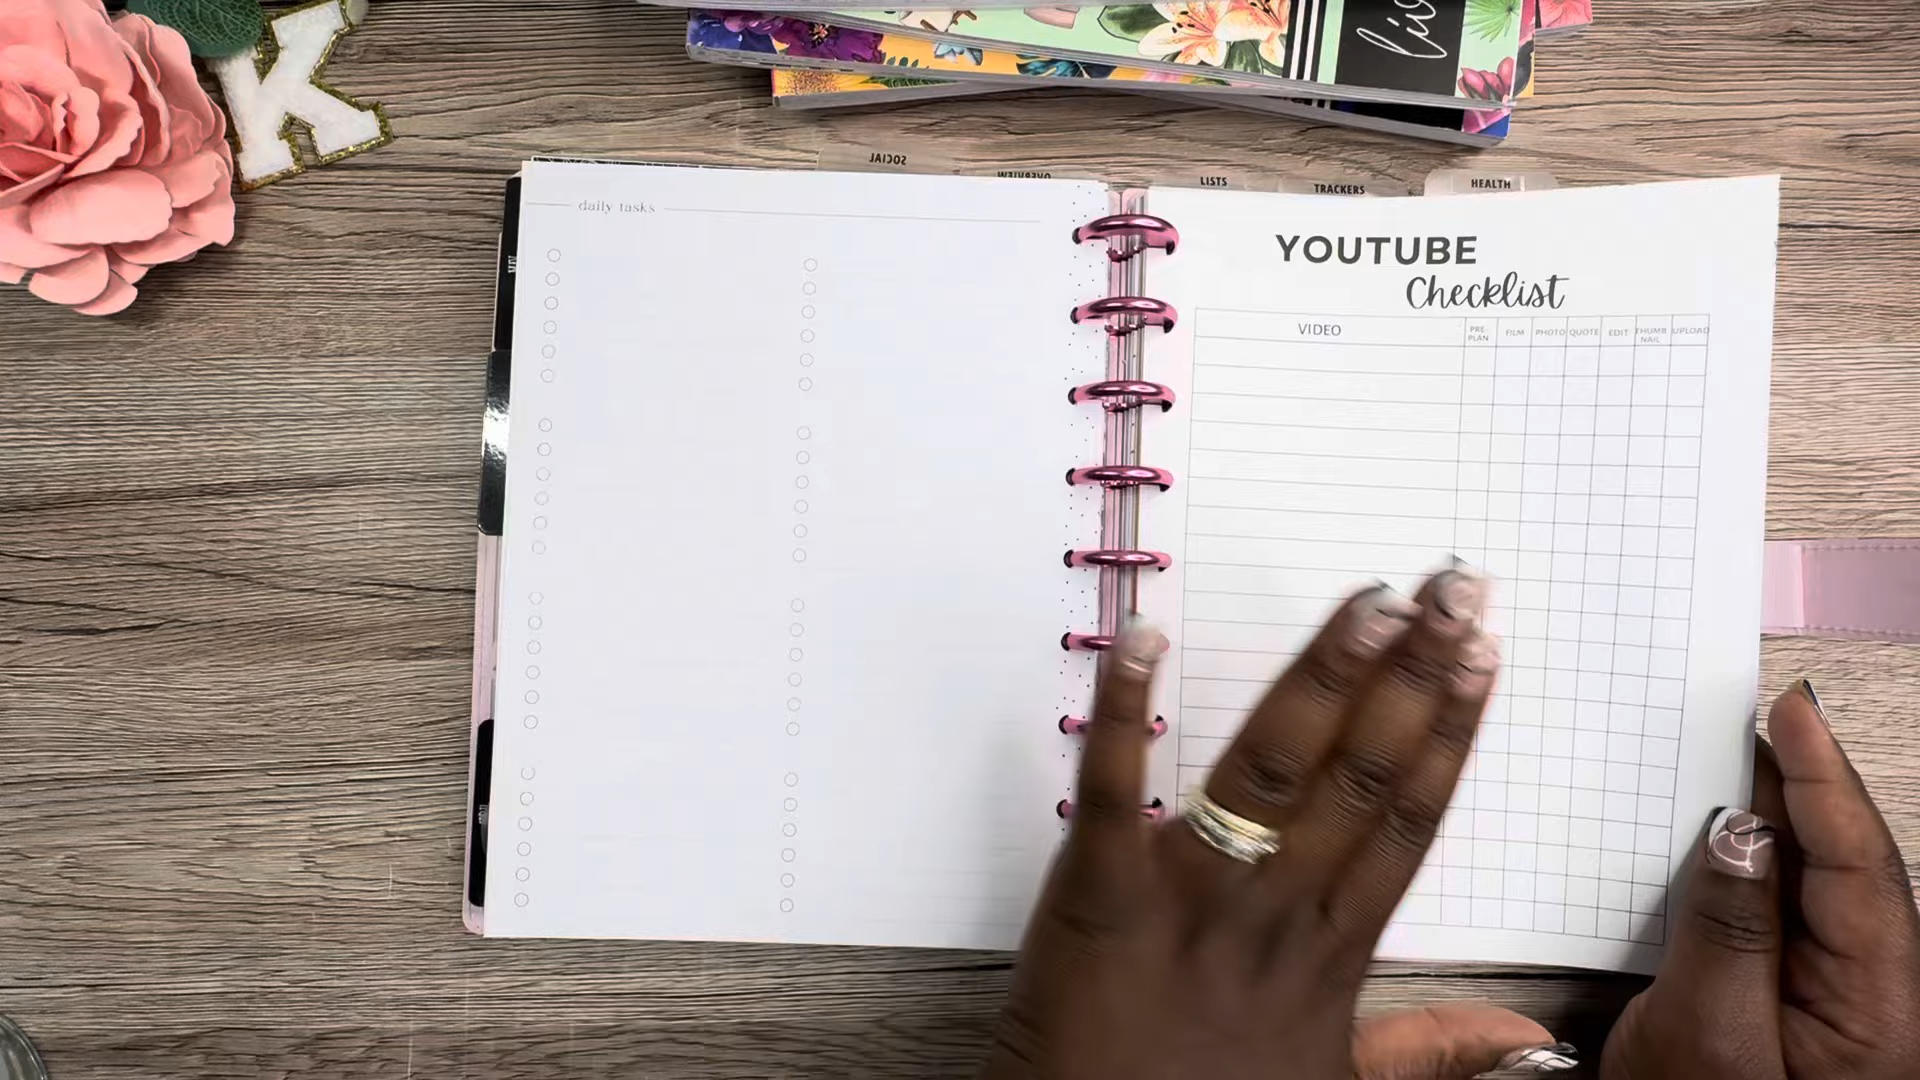 K
liv
SOCIAL
OVERVIEW
LISTS
TRACKERS
HEALTH
daily tasks
YOUTUBE
Checklist
VIDEO
PRE-
PLAN
FILM
PHOTO
QUOTE
EDIT
THUMB
NAIL
UPLOAD